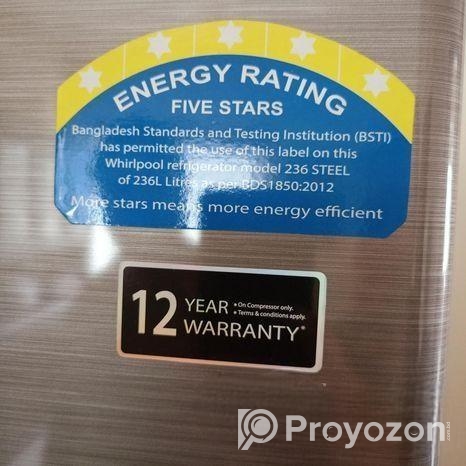 ENERGY RATING
FIVE STARS
Bangladesh Standards and Testing Institution (BSTI)
has permitted the use of this label on this
Whirlpool refrigerator model 236 STEEL
of 236L Litres as per BDS1850:2012
More stars means more energy efficient
12 YEAR WARRANTY*
*On Compressor only.
*Terms & conditions apply.
Proyozon